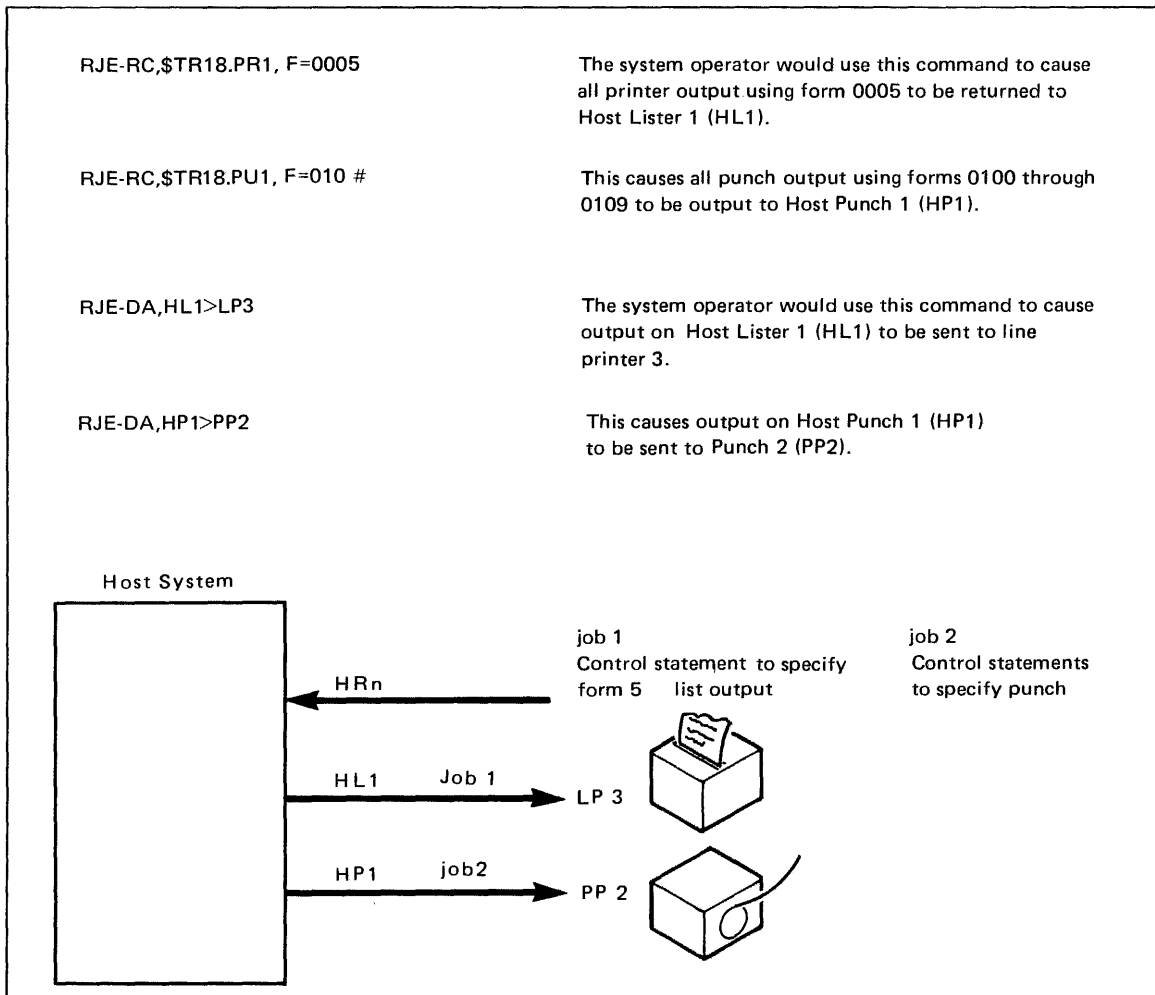 RJE-RC,$TR18.PR1, F=0005
The system operator would use this command to cause
all printer output using form 0005 to be returned to
Host Lister 1 (HL1).
RJE-RC,$TR18.PU1, F=010 #
This causes all punch output using forms 0100 through
0109 to be output to Host Punch 1 (HP1).
RJE-DA,HL1>LP3
The system operator would use this command to cause
output on Host Lister 1 (HL1) to be sent to line
printer 3.
RJE-DA,HP1>PP2
This causes output on Host Punch 1 (HP1)
to be sent to Punch 2 (PP2).
Host System
job 1
Control statement to specify
form 5 list output
job 2
Control statements
to specify punch
HRn
HL1 Job 1
LP 3
HP1 job2
PP 2